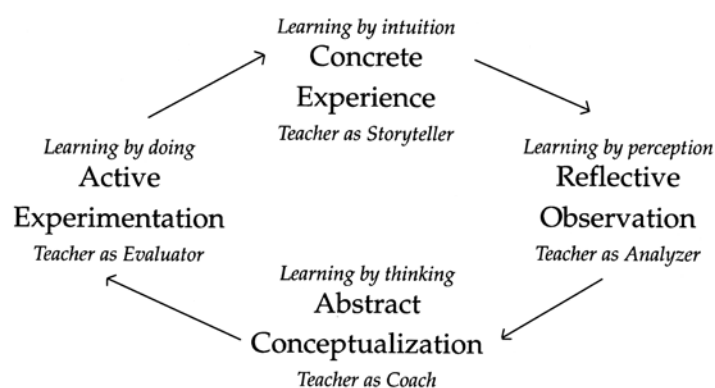 Learning by intuition
Concrete
Experience
Teacher as Storyteller
Learning by doing
Active
Experimentation
Teacher as Evaluator
Learning by perception
Reflective
Observation
Teacher as Analyzer
Learning by thinking
Abstract
Conceptualization
Teacher as Coach